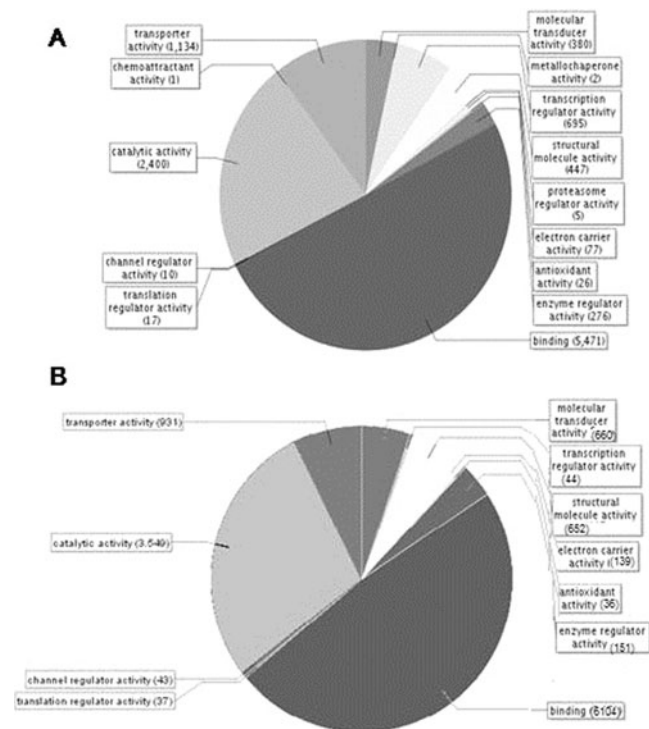 A
transporter
activity (1,134)
chemoattractant
activity (1)
catalytic activity
(2,400)
channel regulator
activity (10)
translation
regulator activity
(17)
molecular
transducer
activity (380)
metallochaperone
activity (2)
transcription
regulator activity
(695)
structural
molecule activity
(447)
proteasome
regulator activity
(5)
electron carrier
activity (77)
antioxidant
activity (26)
enzyme regulator
activity (276)
binding (5,471)
B
transporter activity (931)
catalytic activity (3.549)
channel regulator activity (43)
translation regulator activity (37)
molecular
transducer
activity (660)
transcription
regulator activity
(44)
structural
molecule activity
(652)
electron carrier
activity (139)
antioxidant
activity (36)
enzyme regulator
activity (151)
binding (6104)